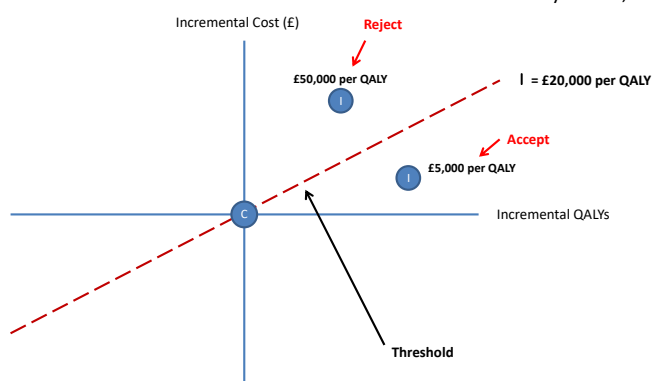 Incremental Cost (£)
Reject
£50,000 per QALY
I
I = £20,000 per QALY
Accept
£5,000 per QALY
I
C
Incremental QALYs
Threshold